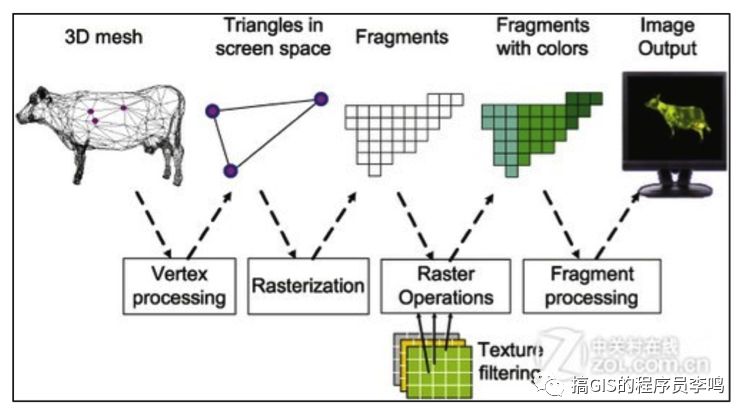 3D mesh
Triangles in
screen space
Fragments
Fragments
with colors
Image
Output
Vertex
processing
Rasterization
Raster
Operations
Fragment
processing
Texture
filtering
中关村在线
zol.com.cn
搞GIS的程序员李鸣